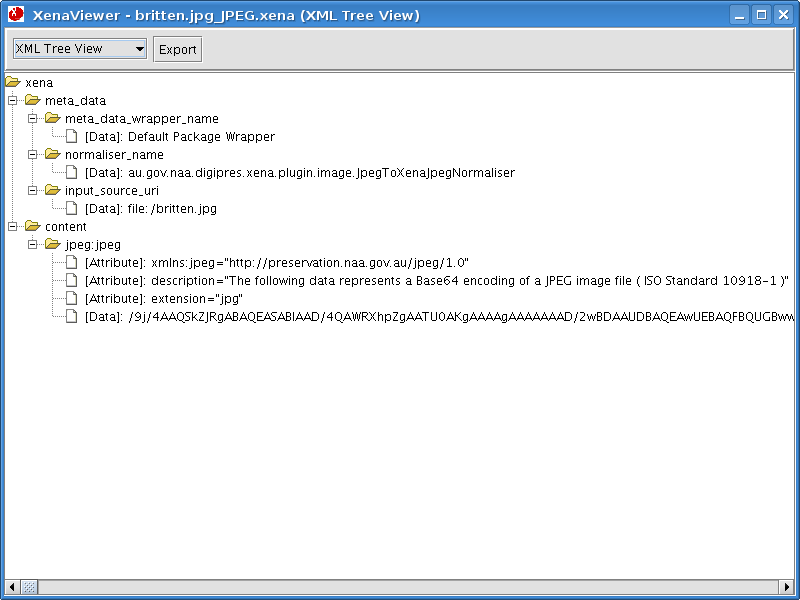 XenaViewer - britten.jpg_JPEG.xena (XML Tree View)
XML Tree View Export
xena
meta_data
meta_data_wrapper_name
[Data]: Default Package Wrapper
normaliser_name
[Data]: au.gov.naa.digipres.xena.plugin.image.JpegToXenaJpegNormaliser
input_source_uri
[Data]: file:/britten.jpg
content
jpeg:jpeg
[Attribute]: xmlns:jpeg="http://preservation.naa.gov.au/jpeg/1.0"
[Attribute]: description="The following data represents a Base64 encoding of a JPEG image file ( ISO Standard 10918-1 )"
[Attribute]: extension="jpg"
[Data]: /9j/4AAQSkZJRgABAQEASABIAAD/4QAWRXhpZgAATU0AKgAAAAgAAAAAAAD/2wBDAAUDBAQEAwUEBAQFBQUGBww